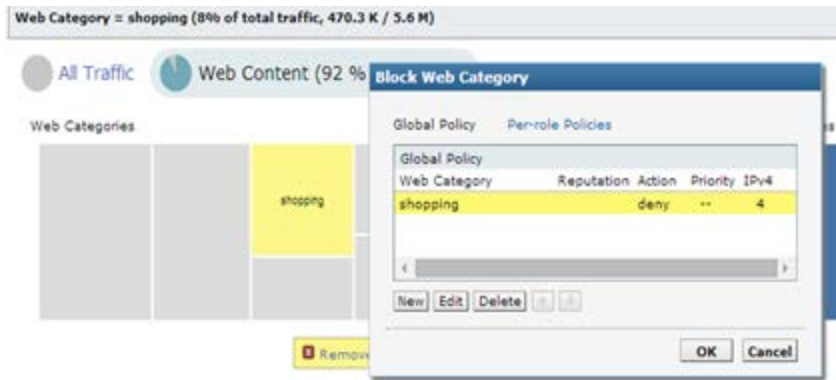 Web Category = shopping (8% of total traffic, 470.3 K / 5.6 M)
All Traffic
Web Content (92 %
Web Categories
shopping
Remove
Block Web Category
Global Policy Per-role Policies
Global Policy
Web Category Reputation Action Priority IPv4
shopping deny -- 4
New Edit Delete
OK Cancel